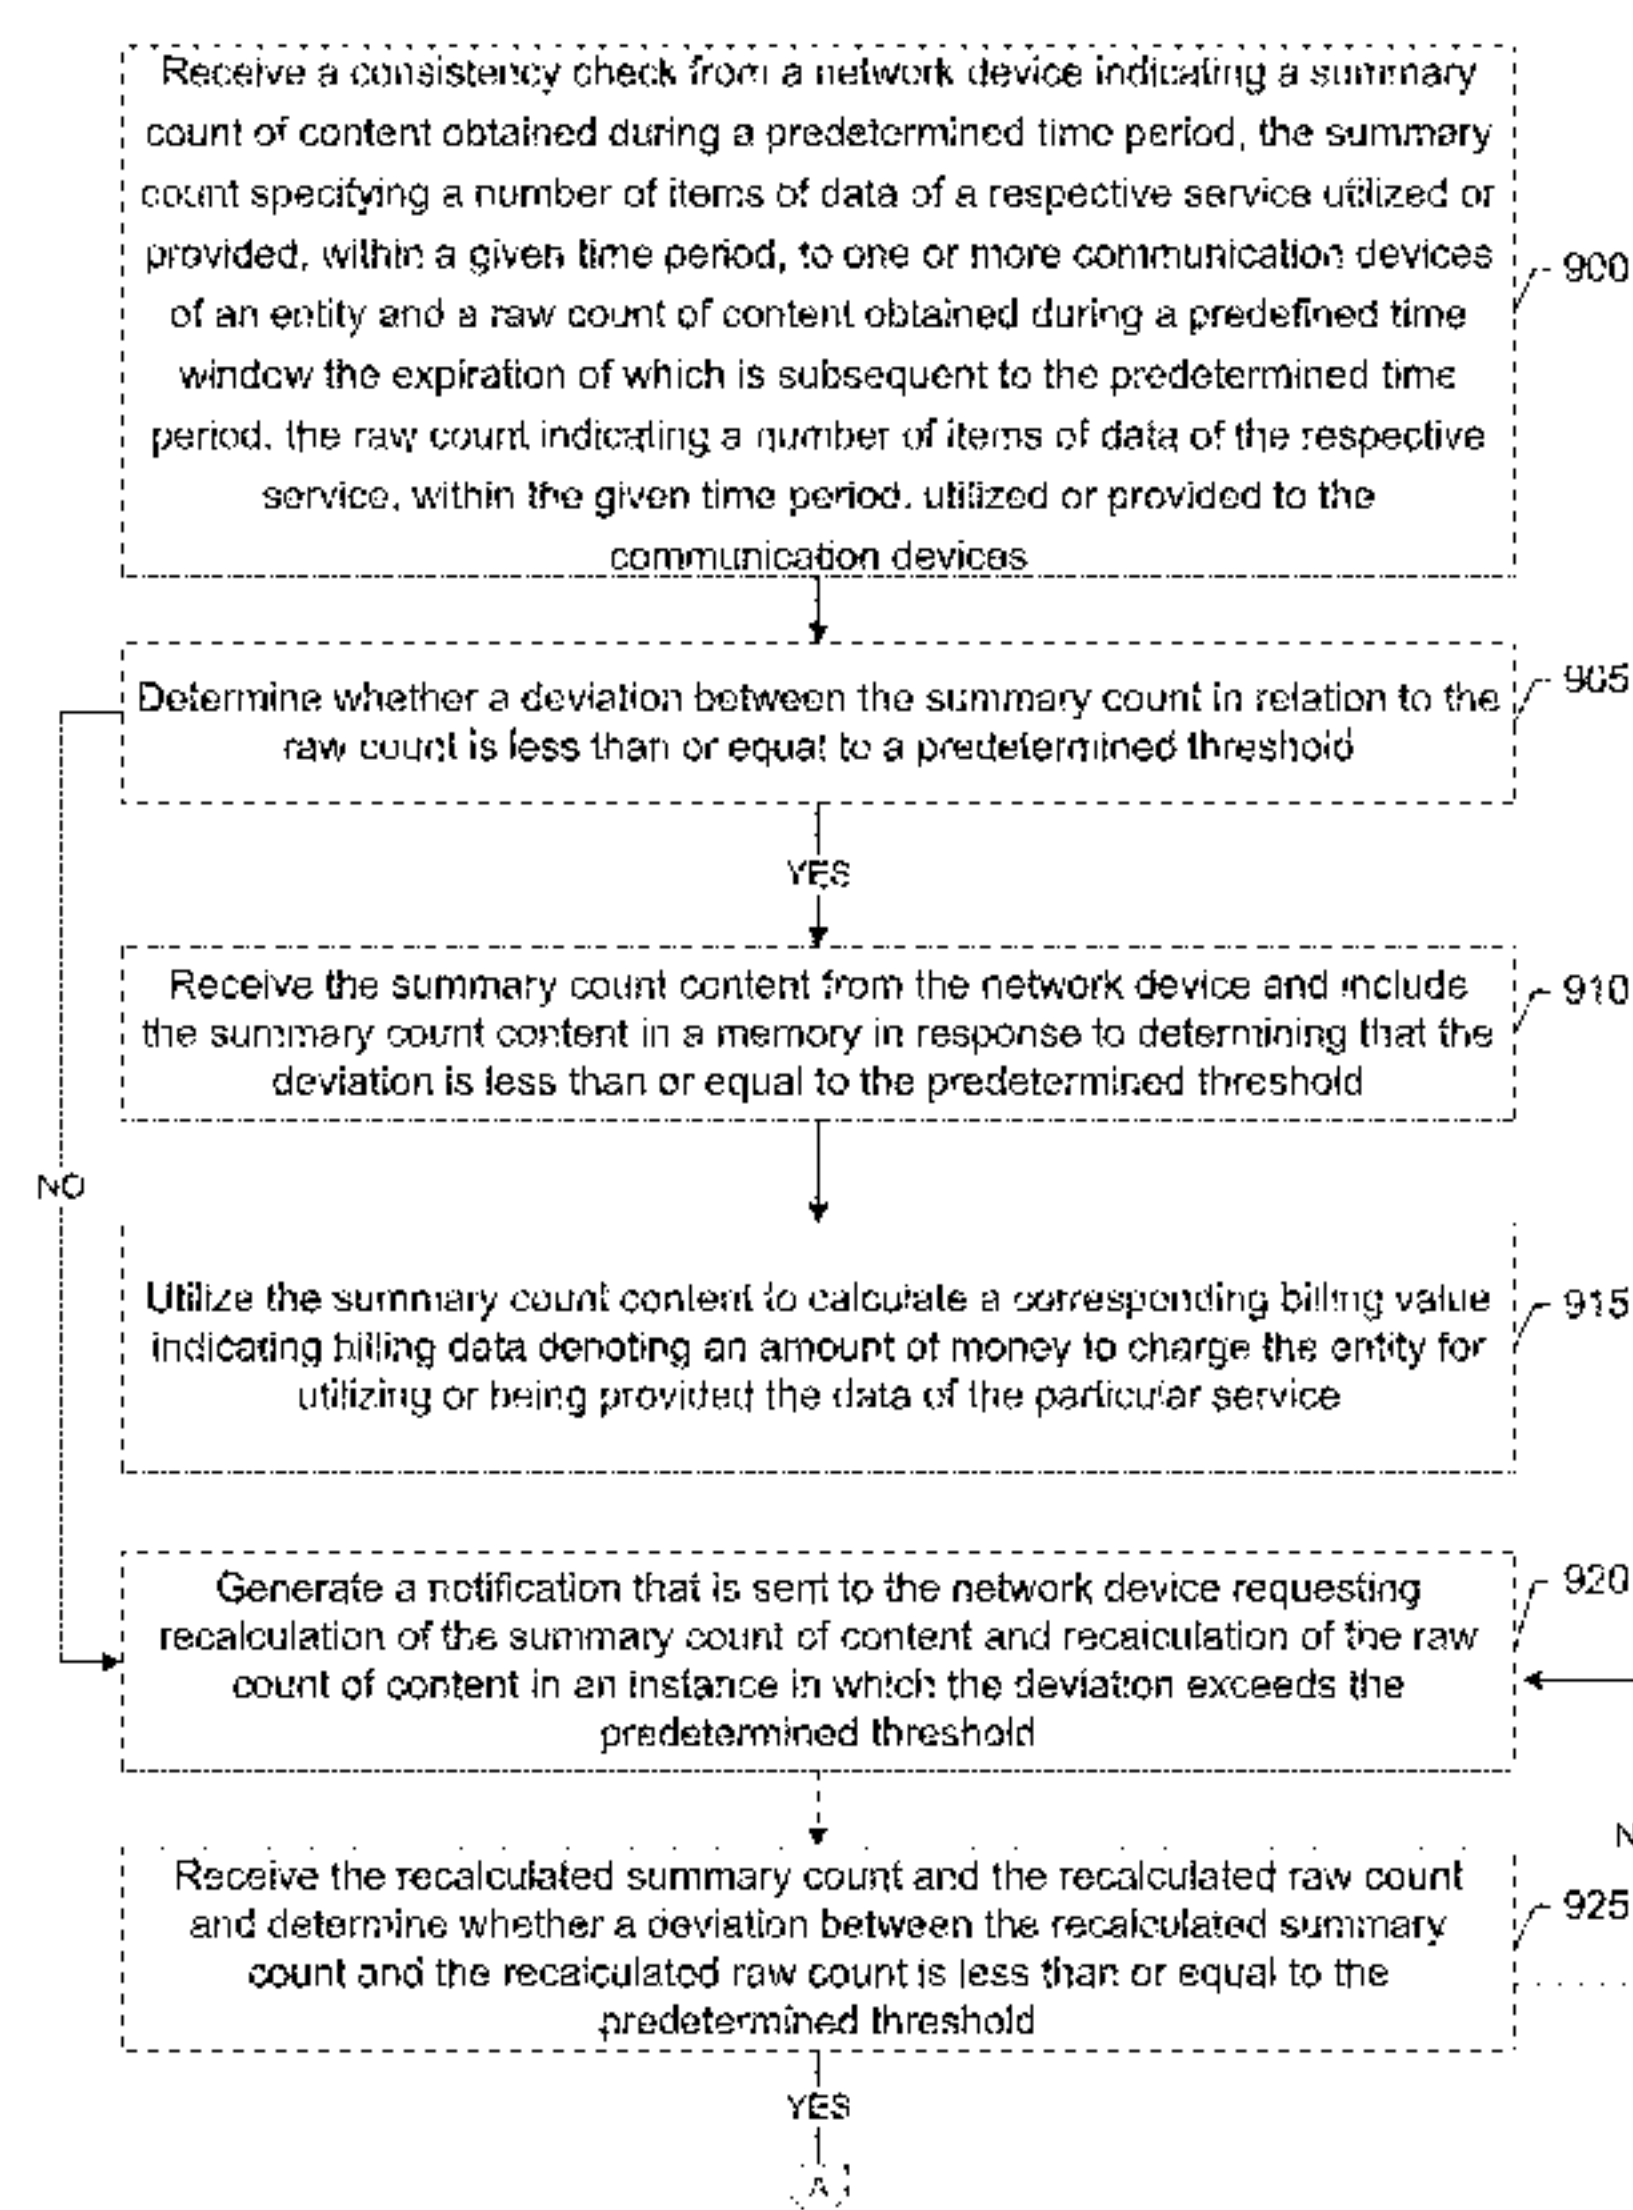 Receive a consistency check from a network device indicating a summary
count of content obtained during a predetermined time period, the summary
count specifying a number of items of data of a respective service utilized or
provided, within a given time period, to one or more communication devices
of an entity and a raw count of content obtained during a predefined time
window the expiration of which is subsequent to the predetermined time
period, the raw count indicating a number of items of data of the respective
service, within the given time period, utilized or provided to the
communication devices
900
Determine whether a deviation between the summary count in relation to the
raw count is less than or equal to a predetermined threshold
905
YES
Receive the summary count content from the network device and include
the summary count content in a memory in response to determining that the
deviation is less than or equal to the predetermined threshold
910
NO
Utilize the summary count content to calculate a corresponding billing value
indicating billing data denoting an amount of money to charge the entity for
utilizing or being provided the data of the particular service
915
Generate a notification that is sent to the network device requesting
recalculation of the summary count of content and recalculation of the raw
count of content in an instance in which the deviation exceeds the
predetermined threshold
920
Receive the recalculated summary count and the recalculated raw count
and determine whether a deviation between the recalculated summary
count and the recalculated raw count is less than or equal to the
predetermined threshold
925
YES
A